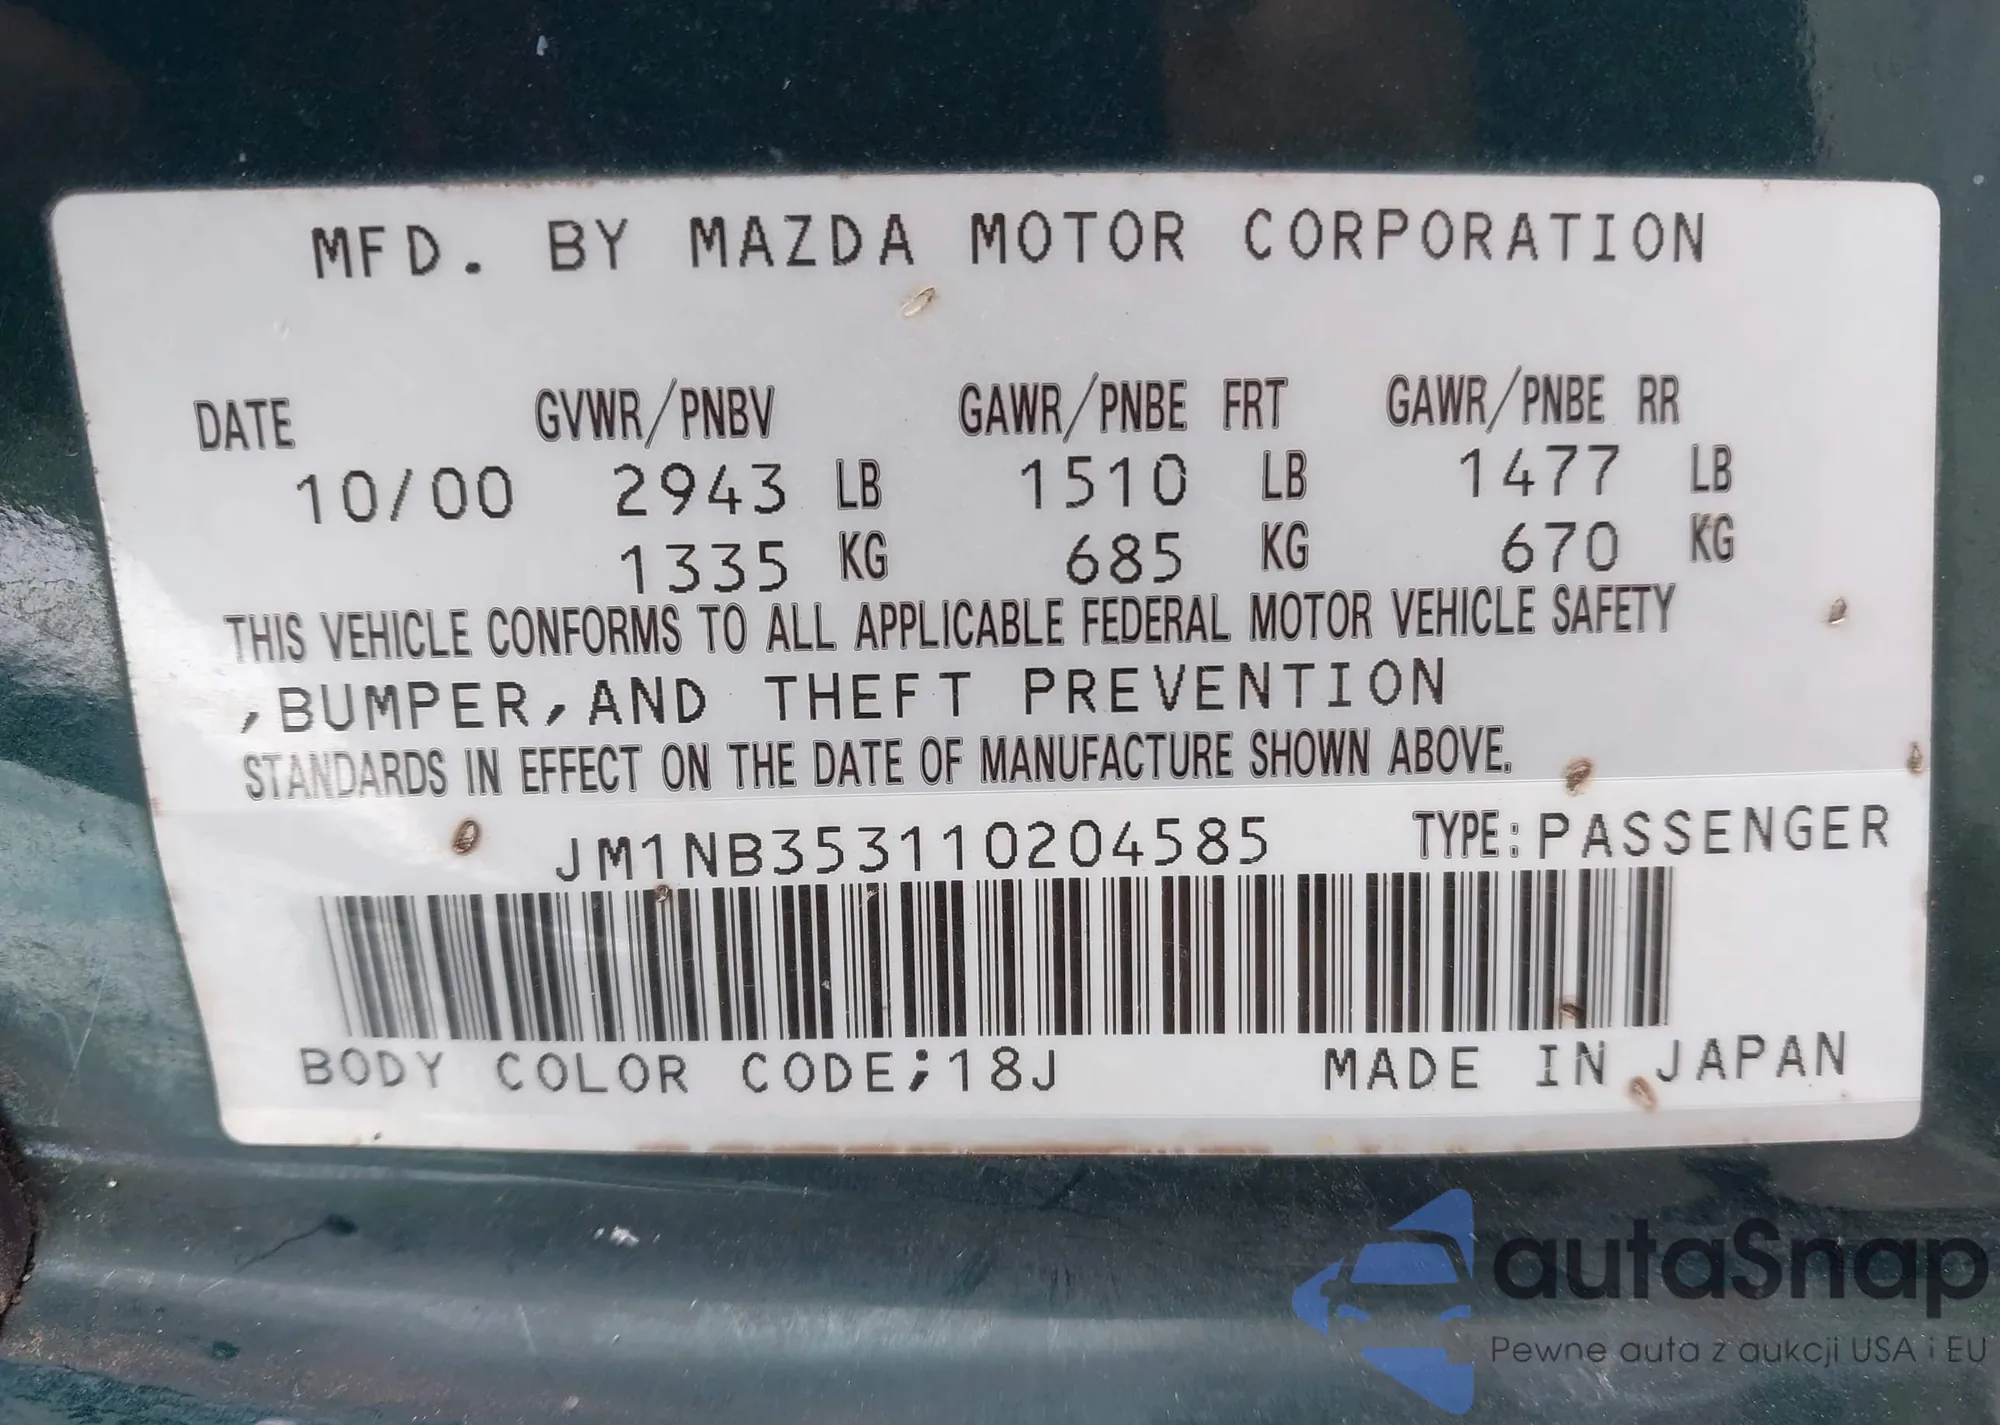 MFD. BY MAZDA MOTOR CORPORATION
DATE GVWR/PNBV GAWR/PNBE FRT GAWR/PNBE RR
10/00 2943 LB 1510 LB 1477 LB
1335 KG 685 KG 670 KG
THIS VEHICLE CONFORMS TO ALL APPLICABLE FEDERAL MOTOR VEHICLE SAFETY
,BUMPER,AND THEFT PREVENTION
STANDARDS IN EFFECT ON THE DATE OF MANUFACTURE SHOWN ABOVE.
JM1NB353110204585 TYPE:PASSENGER
BODY COLOR CODE;18J MADE IN JAPAN
autaSnap
Pewne auta z aukcji USA i EU